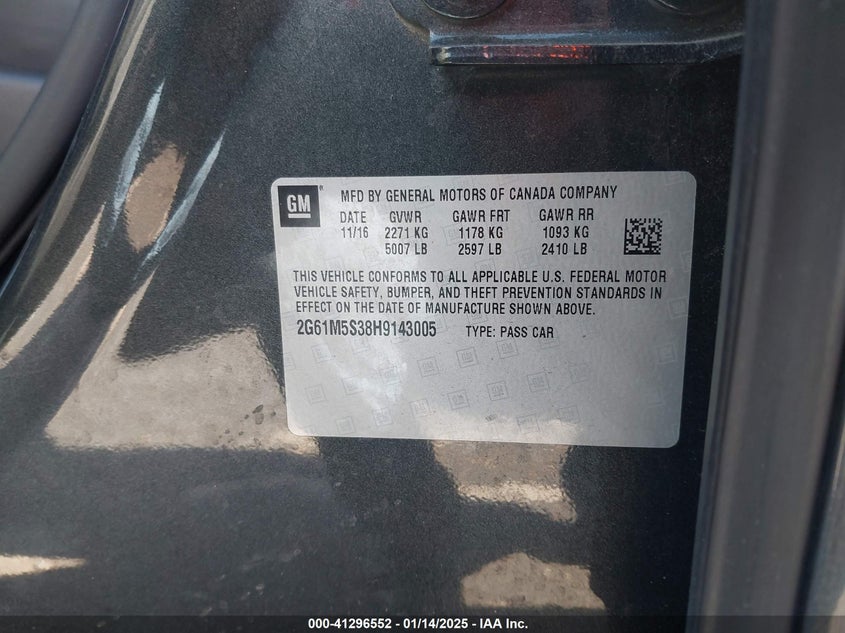 GM
MFD BY GENERAL MOTORS OF CANADA COMPANY
DATE GVWR GAWR FRT GAWR RR
11/16 2271 KG 1178 KG 1093 KG
5007 LB 2597 LB 2410 LB
THIS VEHICLE CONFORMS TO ALL APPLICABLE U.S. FEDERAL MOTOR
VEHICLE SAFETY, BUMPER, AND THEFT PREVENTION STANDARDS IN
EFFECT ON THE DATE OF MANUFACTURE SHOWN ABOVE.
2G61M5S38H9143005 TYPE: PASS CAR
000-41296552 — 01/14/2025 — IAA Inc.